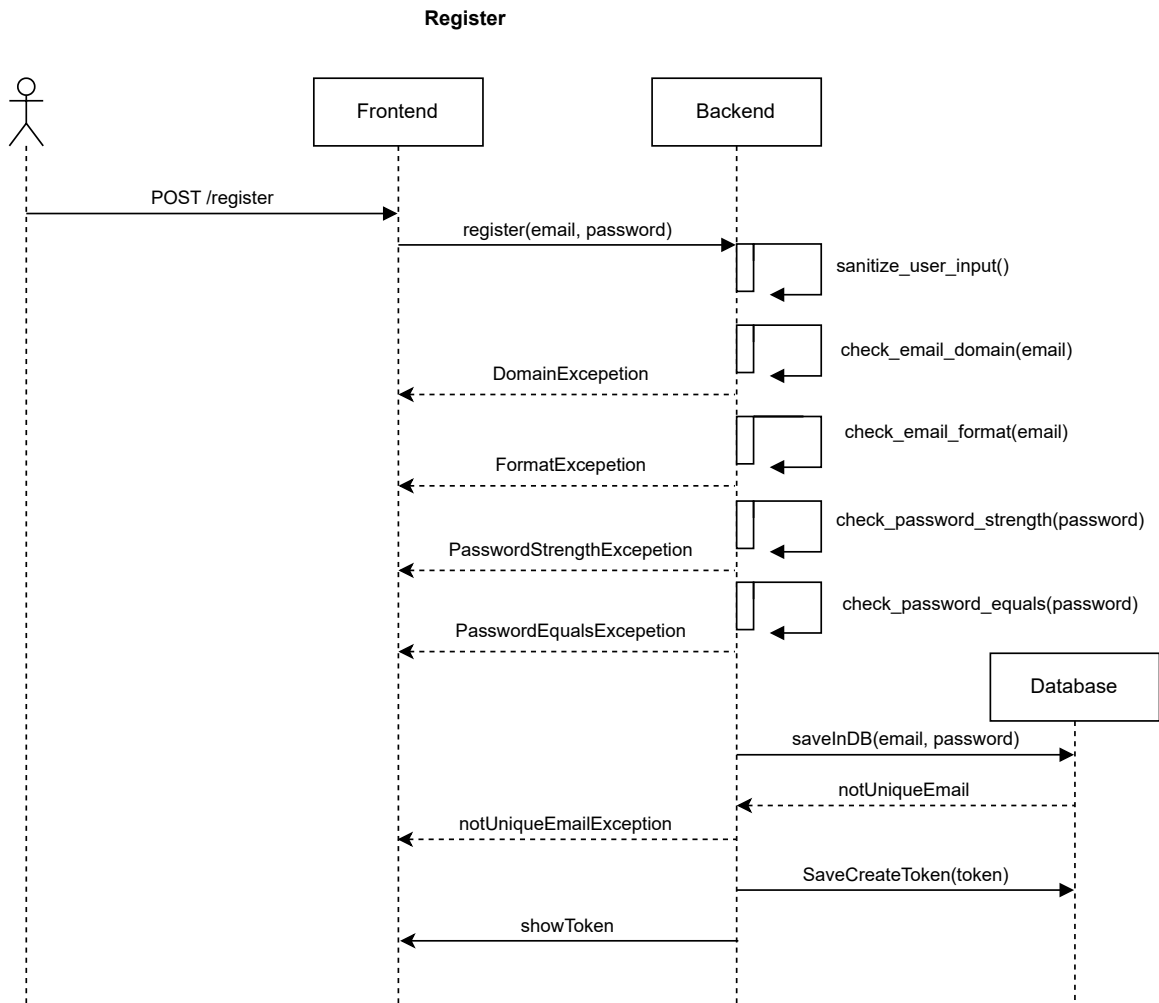 Register
Frontend
Backend
POST /register
register(email, password)
sanitize_user_input()
check_email_domain(email)
DomainExcepetion
check_email_format(email)
FormatExcepetion
check_password_strength(password)
PasswordStrengthExcepetion
check_password_equals(password)
PasswordEqualsExcepetion
Database
saveInDB(email, password)
notUniqueEmail
notUniqueEmailException
SaveCreateToken(token)
showToken